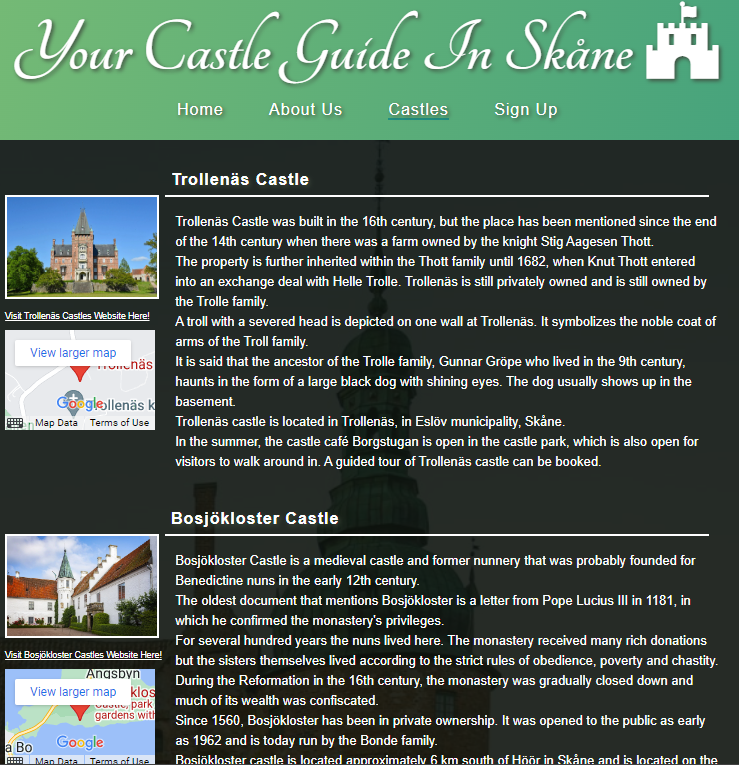 Your Castle Guide In Skåne
Home About Us Castles Sign Up
Trollenäs Castle
Visit Trollenäs Castles Website Here!
View larger map
Trollenäs
Google
ollenäs k
Map Data Terms of Use
Trollenäs Castle was built in the 16th century, but the place has been mentioned since the end
of the 14th century when there was a farm owned by the knight Stig Aagesen Thott.
The property is further inherited within the Thott family until 1682, when Knut Thott entered
into an exchange deal with Helle Trolle. Trollenäs is still privately owned and is still owned by
the Trolle family.
A troll with a severed head is depicted on one wall at Trollenäs. It symbolizes the noble coat of
arms of the Troll family.
It is said that the ancestor of the Trolle family, Gunnar Gröpe who lived in the 9th century,
haunts in the form of a large black dog with shining eyes. The dog usually shows up in the
basement.
Trollenäs castle is located in Trollenäs, in Eslöv municipality, Skåne.
In the summer, the castle café Borgstugan is open in the castle park, which is also open for
visitors to walk around in. A guided tour of Trollenäs castle can be booked.
Bosjökloster Castle
Visit Bosjökloster Castles Website Here!
Ängsbyn
View larger map
klos
Castle, park
gardens with
Google
a Bo
Map Data Terms of Use
Bosjökloster Castle is a medieval castle and former nunnery that was probably founded for
Benedictine nuns in the early 12th century.
The oldest document that mentions Bosjökloster is a letter from Pope Lucius III in 1181, in
which he confirmed the monastery's privileges.
For several hundred years the nuns lived here. The monastery received many rich donations
but the sisters themselves lived according to the strict rules of obedience, poverty and chastity.
During the Reformation in the 16th century, the monastery was gradually closed down and
much of its wealth was confiscated.
Since 1560, Bosjökloster has been in private ownership. It was opened to the public as early
as 1962 and is today run by the Bonde family.
Bosjökloster castle is located approximately 6 km south of Höör in Skåne and is located on the